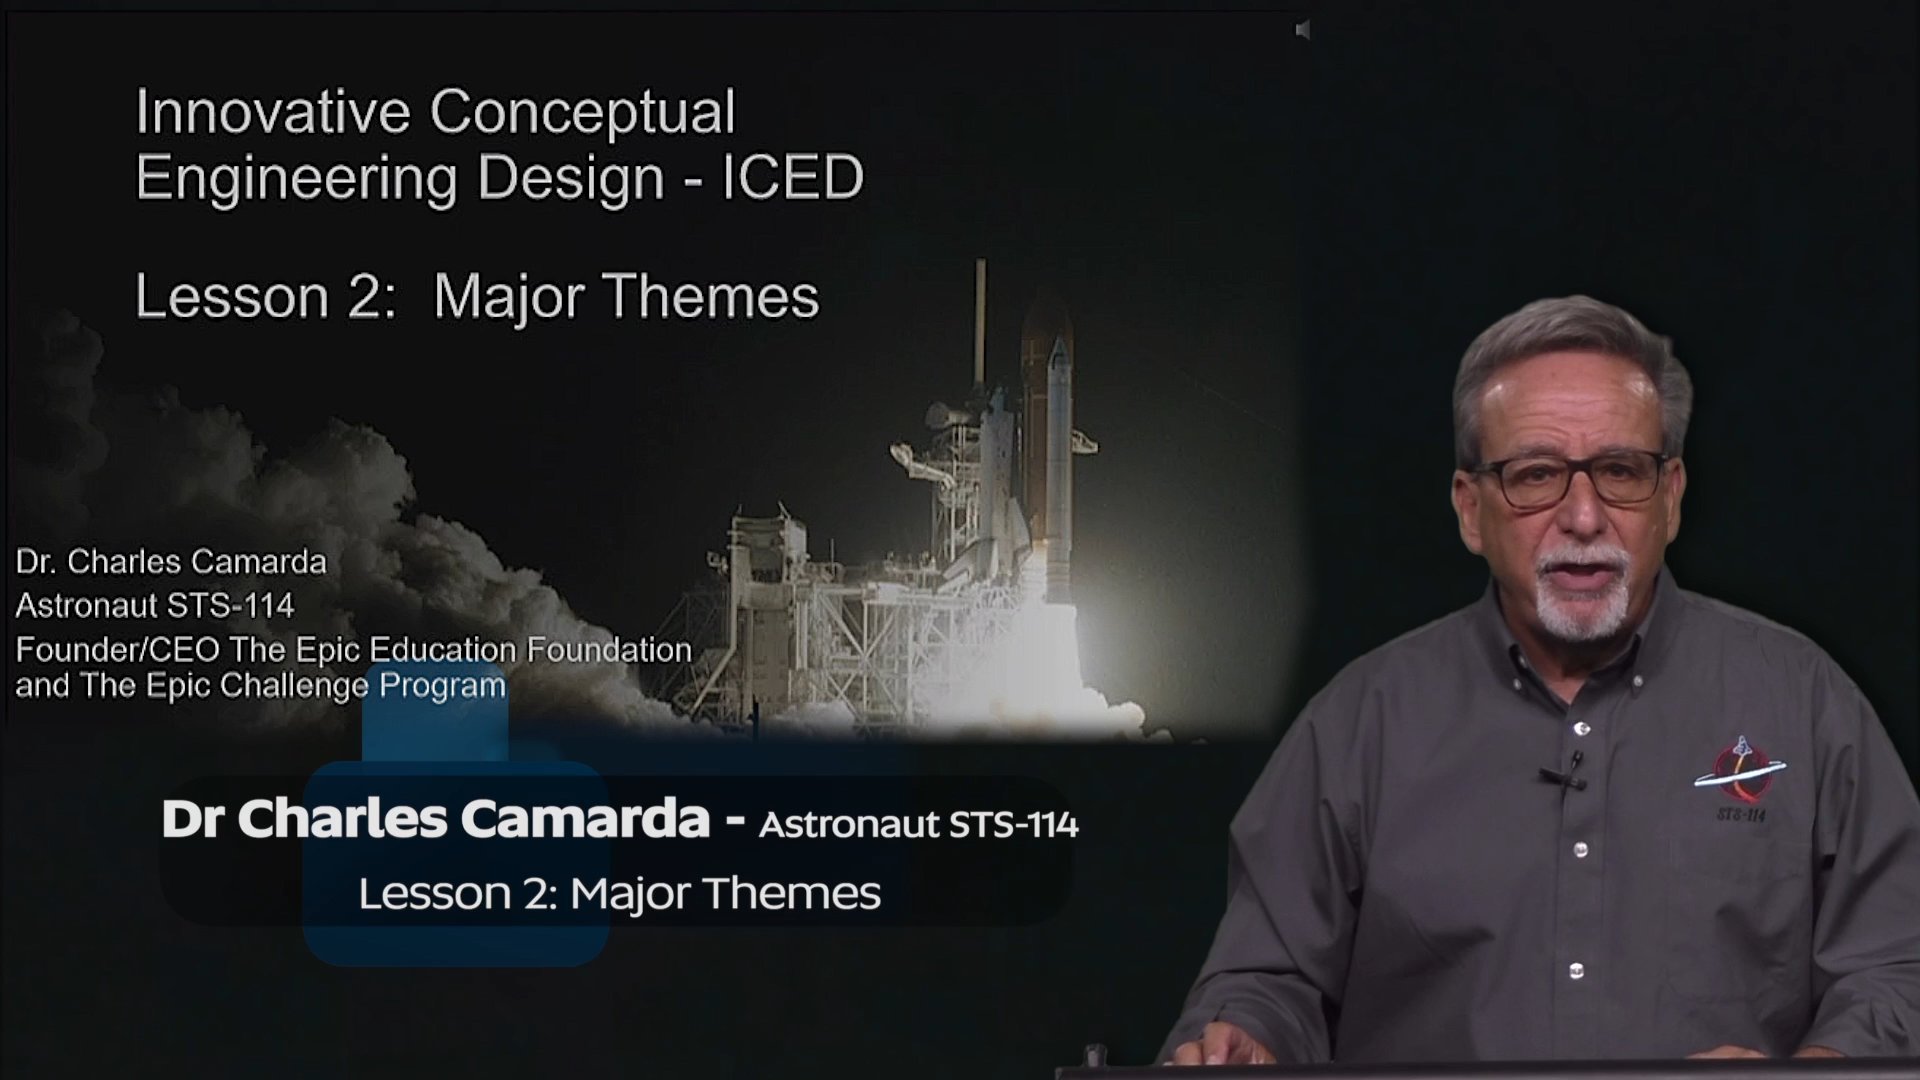 Innovative Conceptual
Engineering Design - ICED
Lesson 2: Major Themes
Dr. Charles Camarda
Astronaut STS-114
Founder/CEO The Epic Education Foundation
and The Epic Challenge Program
Dr Charles Camarda - Astronaut STS-114
Lesson 2: Major Themes
STS-114